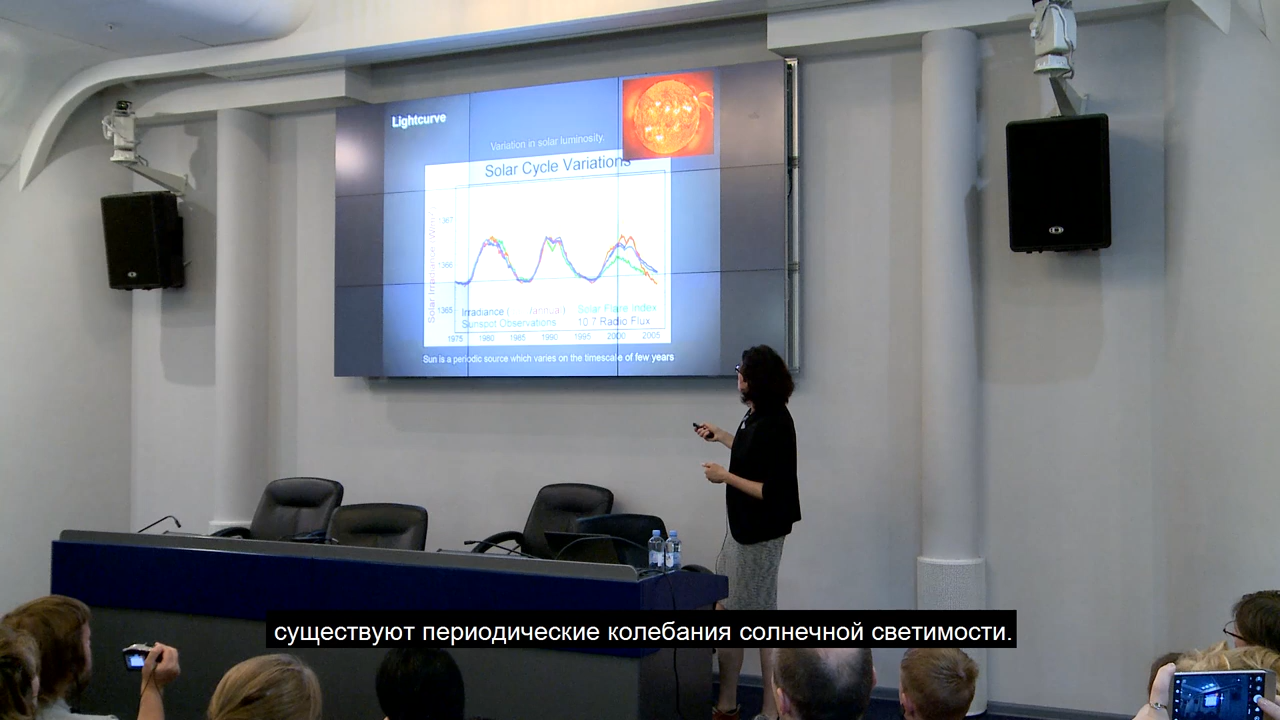 Lightcurve
Variation in solar luminosity.
Solar Cycle Variations
1367
1366
1365
Irradiance ( /annual)
Solar Flare Index
Sunspot Observations
10.7 Radio Flux
1975 1980 1985 1990 1995 2000 2005
Sun is a periodic source which varies on the timescale of few years
существуют периодические колебания солнечной светимости.